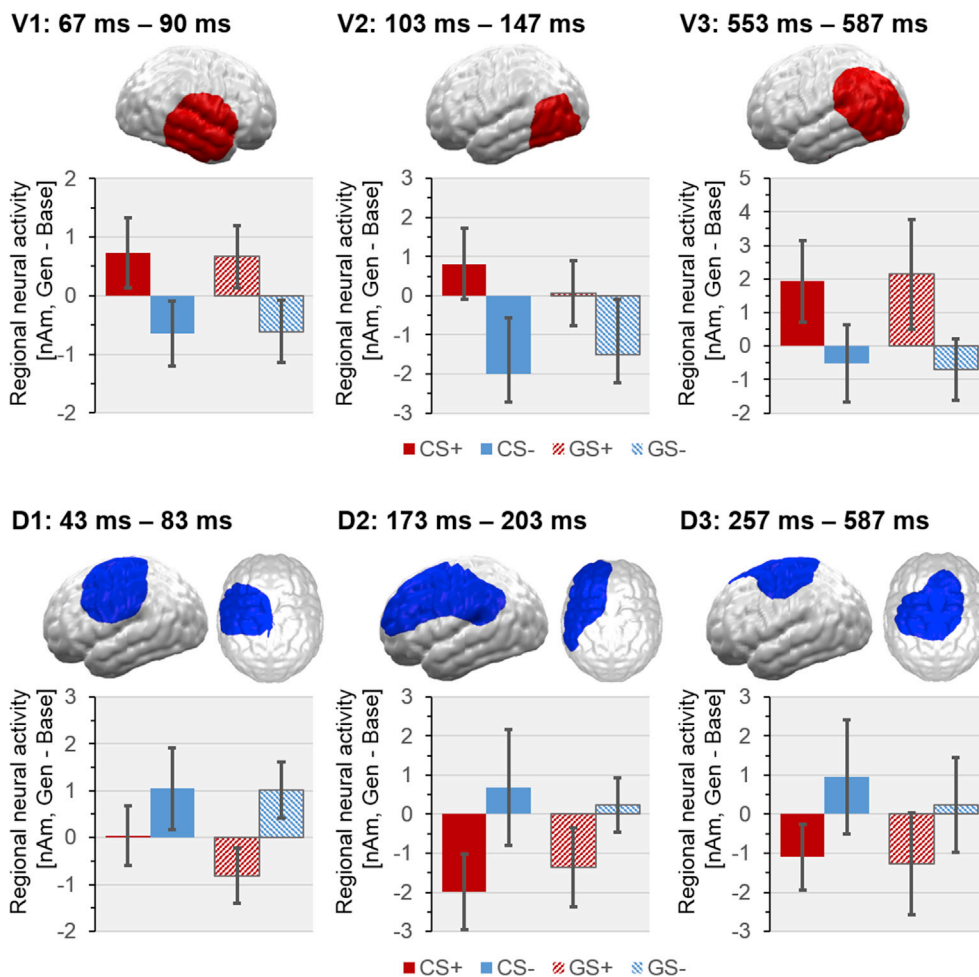 V1: 67 ms – 90 ms
V2: 103 ms – 147 ms
V3: 553 ms – 587 ms
Regional neural activity
[nAm, Gen - Base]
2
1
0
-1
-2
Regional neural activity
[nAm, Gen - Base]
3
2
1
0
-1
-2
-3
Regional neural activity
[nAm, Gen - Base]
5
4
3
2
1
0
-1
-2
CS+ CS- GS+ GS-
D1: 43 ms – 83 ms
D2: 173 ms – 203 ms
D3: 257 ms – 587 ms
Regional neural activity
[nAm, Gen - Base]
3
2
1
0
-1
-2
Regional neural activity
[nAm, Gen - Base]
3
2
1
0
-1
-2
-3
Regional neural activity
[nAm, Gen - Base]
3
2
1
0
-1
-2
-3
CS+ CS- GS+ GS-